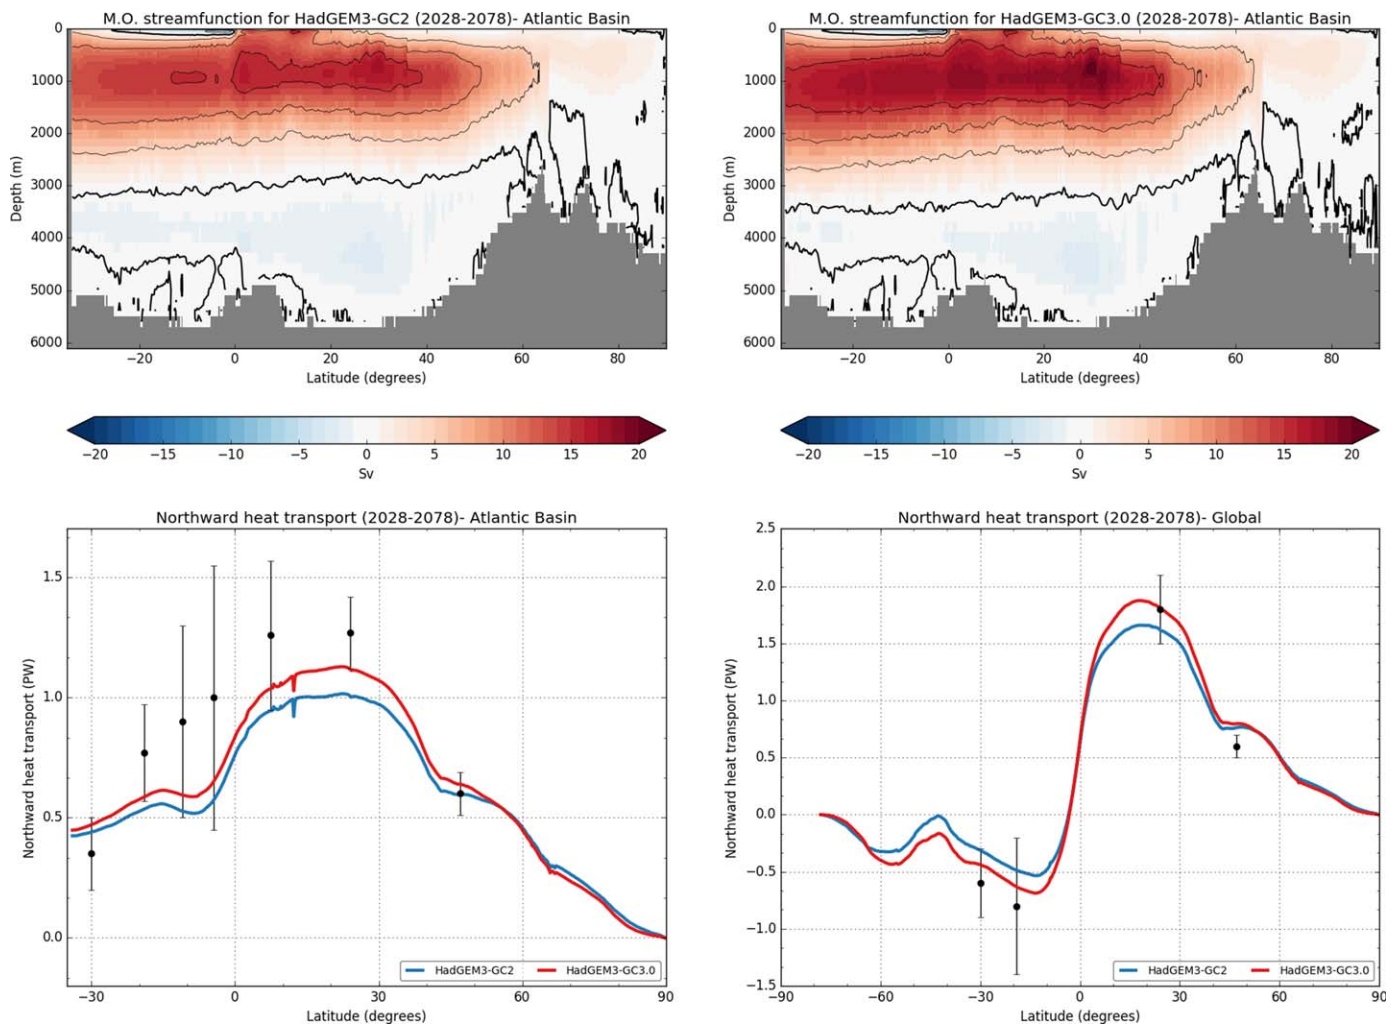 M.O. streamfunction for HadGEM3-GC2 (2028-2078)- Atlantic Basin
0
1000
2000
3000
4000
5000
6000
Depth (m)
−20 0 20 40 60 80
Latitude (degrees)
−20 −15 −10 −5 0 5 10 15 20
Sv
M.O. streamfunction for HadGEM3-GC3.0 (2028-2078)- Atlantic Basin
0
1000
2000
3000
4000
5000
6000
Depth (m)
−20 0 20 40 60 80
Latitude (degrees)
−20 −15 −10 −5 0 5 10 15 20
Sv
Northward heat transport (2028-2078)- Atlantic Basin
1.5
1.0
0.5
0.0
Northward heat transport (PW)
HadGEM3-GC2 HadGEM3-GC3.0
−30 0 30 60 90
Latitude (degrees)
Northward heat transport (2028-2078)- Global
2.5
2.0
1.5
1.0
0.5
0.0
−0.5
−1.0
−1.5
Northward heat transport (PW)
HadGEM3-GC2 HadGEM3-GC3.0
−90 −60 −30 0 30 60 90
Latitude (degrees)